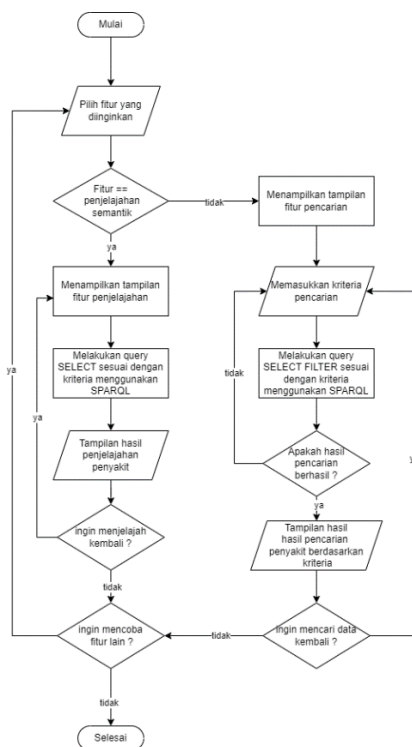 Mulai
Pilih fitur yang
diinginkan
Fitur ==
penjelajahan
semantik
tidak
Menampilkan tampilan
fitur pencarian
ya
Menampilkan tampilan
fitur penjelajahan
Memasukkan kriteria
pencarian
ya
tidak
Melakukan query
SELECT sesuai dengan
kriteria menggunakan
SPARQL
Melakukan query
SELECT FILTER sesuai
dengan kriteria
menggunakan SPARQL
Tampilan hasil
penjelajahan
penyakit
Apakah hasil
pencarian
berhasil ?
ya
ingin menjelajah
kembali ?
Tampilan hasil
hasil pencarian
penyakit berdasarkan
kriteria
tidak
ingin mencoba
fitur lain ?
tidak
Ingin mencari data
kembali ?
tidak
Selesai